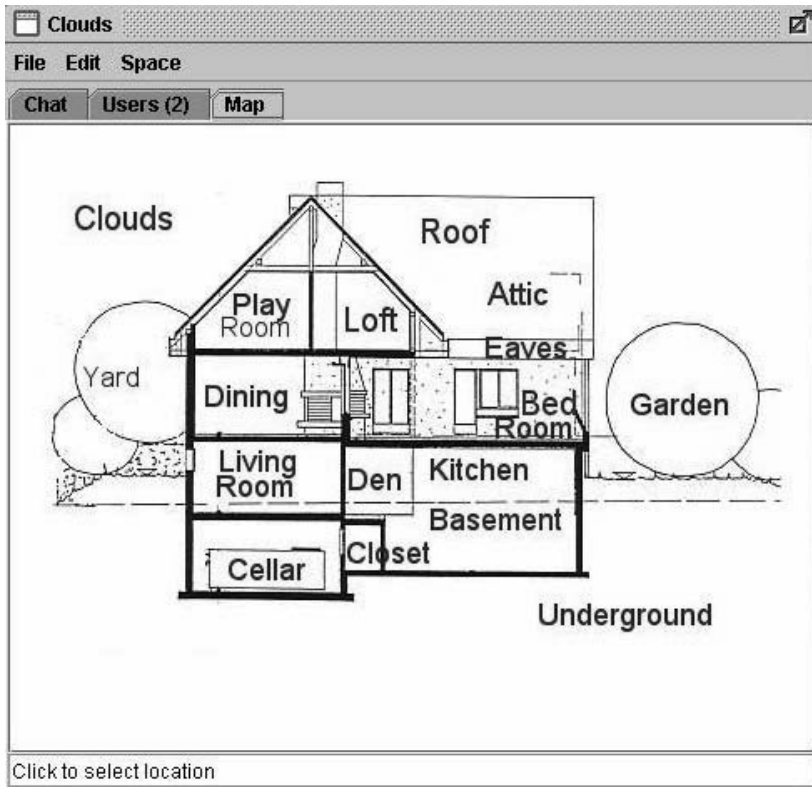 Clouds
File Edit Space
Chat Users (2) Map
Clouds
Roof
Attic
Play
Room
Loft
Eaves
Yard
Dining
Bed
Room
Garden
Living
Room
Den
Kitchen
Basement
Closet
Cellar
Underground
Click to select location